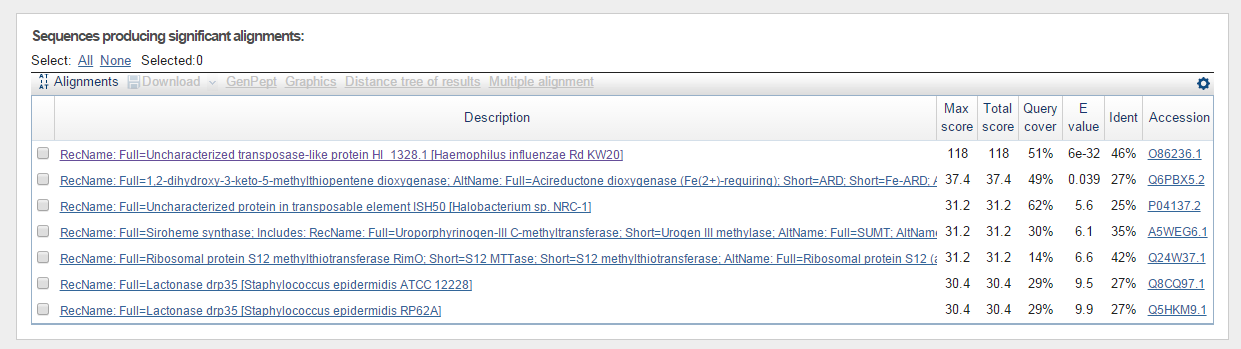 Sequences producing significant alignments:
Select: All None Selected:0
Alignments Download GenPept Graphics Distance tree of results Multiple alignment
Description Max score Total score Query cover E value Ident Accession
RecName: Full=Uncharacterized transposase-like protein HI_1328.1 [Haemophilus influenzae Rd KW20] 118 118 51% 6e-32 46% O86236.1
RecName: Full=1,2-dihydroxy-3-keto-5-methylthiopentene dioxygenase; AltName: Full=Acireductone dioxygenase (Fe(2+)-requiring); Short=ARD; Short=Fe-ARD; A 37.4 37.4 49% 0.039 27% Q6PBX5.2
RecName: Full=Uncharacterized protein in transposable element ISH50 [Halobacterium sp. NRC-1] 31.2 31.2 62% 5.6 25% P04137.2
RecName: Full=Siroheme synthase; Includes: RecName: Full=Uroporphyrinogen-III C-methyltransferase; Short=Urogen III methylase; AltName: Full=SUMT; AltName 31.2 31.2 30% 6.1 35% A5WEG6.1
RecName: Full=Ribosomal protein S12 methylthiotransferase RimO; Short=S12 MTTase; Short=S12 methylthiotransferase; AltName: Full=Ribosomal protein S12 (a 31.2 31.2 14% 6.6 42% Q24W37.1
RecName: Full=Lactonase drp35 [Staphylococcus epidermidis ATCC 12228] 30.4 30.4 29% 9.5 27% Q8CQ97.1
RecName: Full=Lactonase drp35 [Staphylococcus epidermidis RP62A] 30.4 30.4 29% 9.9 27% Q5HKM9.1